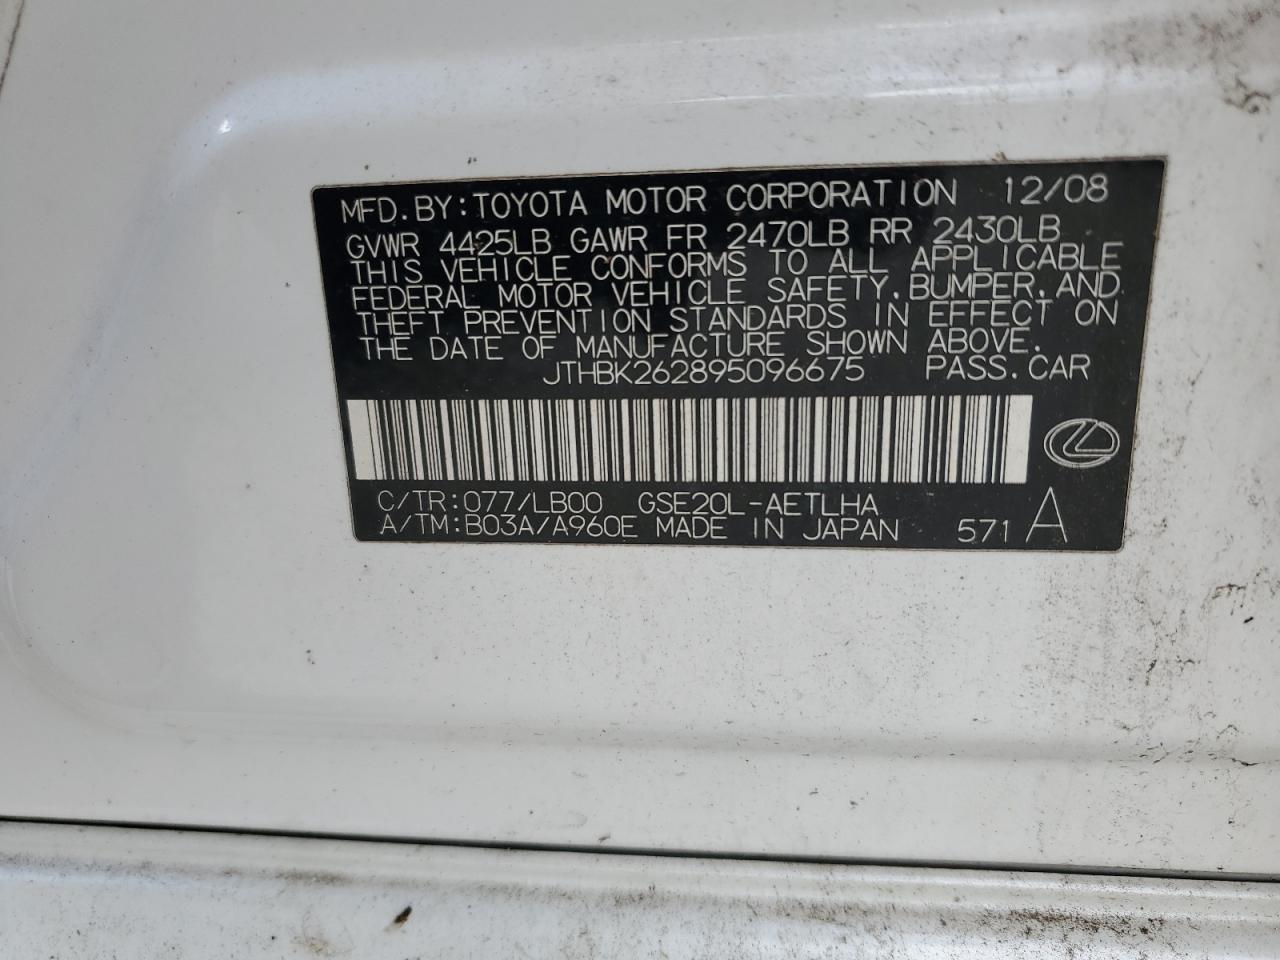 MFD.BY:TOYOTA MOTOR CORPORATION 12/08
GVWR 4425LB GAWR FR 2470LB RR 2430LB
THIS VEHICLE CONFORMS TO ALL APPLICABLE
FEDERAL MOTOR VEHICLE SAFETY,BUMPER,AND
THEFT PREVENTION STANDARDS IN EFFECT ON
THE DATE OF MANUFACTURE SHOWN ABOVE.
JTHBK262895096675 PASS.CAR
C/TR:077/LB00 GSE20L-AETLHA
A/TM:B03A/A960E MADE IN JAPAN 571 A